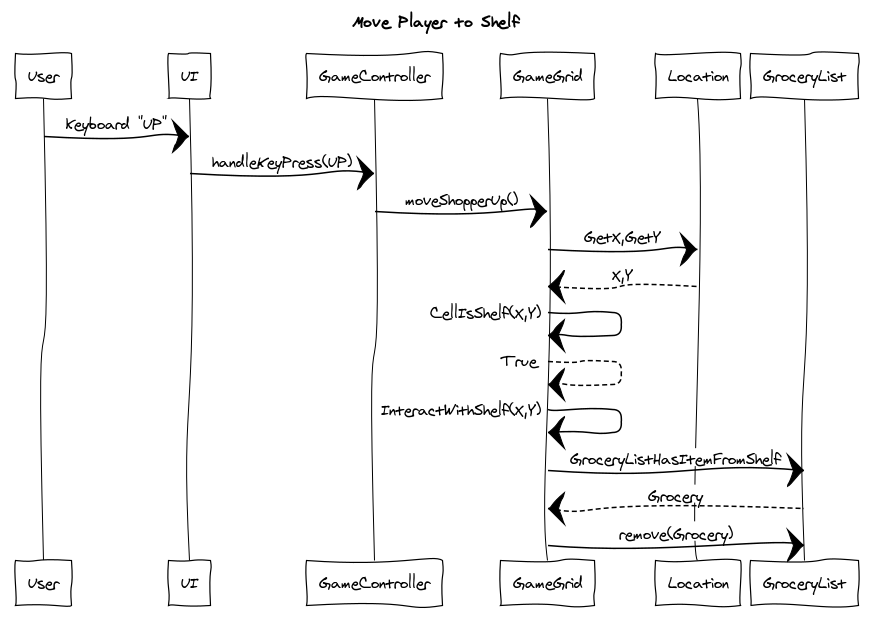 Move Player to Shelf
User UI GameController GameGrid Location GroceryList
Keyboard "UP"
handleKeyPress(UP)
moveShopperUp()
GetX,GetY
X,Y
CellIsShelf(X,Y)
True
InteractWithShelf(X,Y)
GroceryListHasItemFromShelf
Grocery
remove(Grocery)
User UI GameController GameGrid Location GroceryList